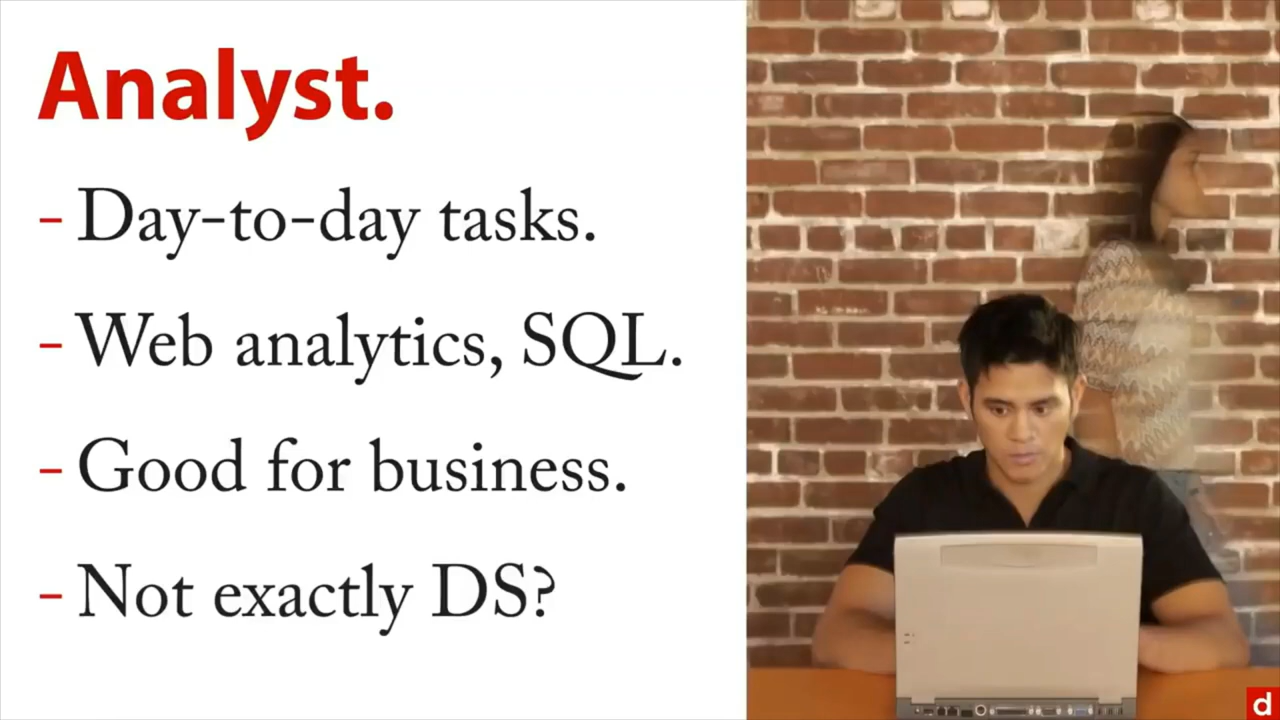 Analyst.
- Day-to-day tasks.
- Web analytics, SQL.
- Good for business.
- Not exactly DS?
d